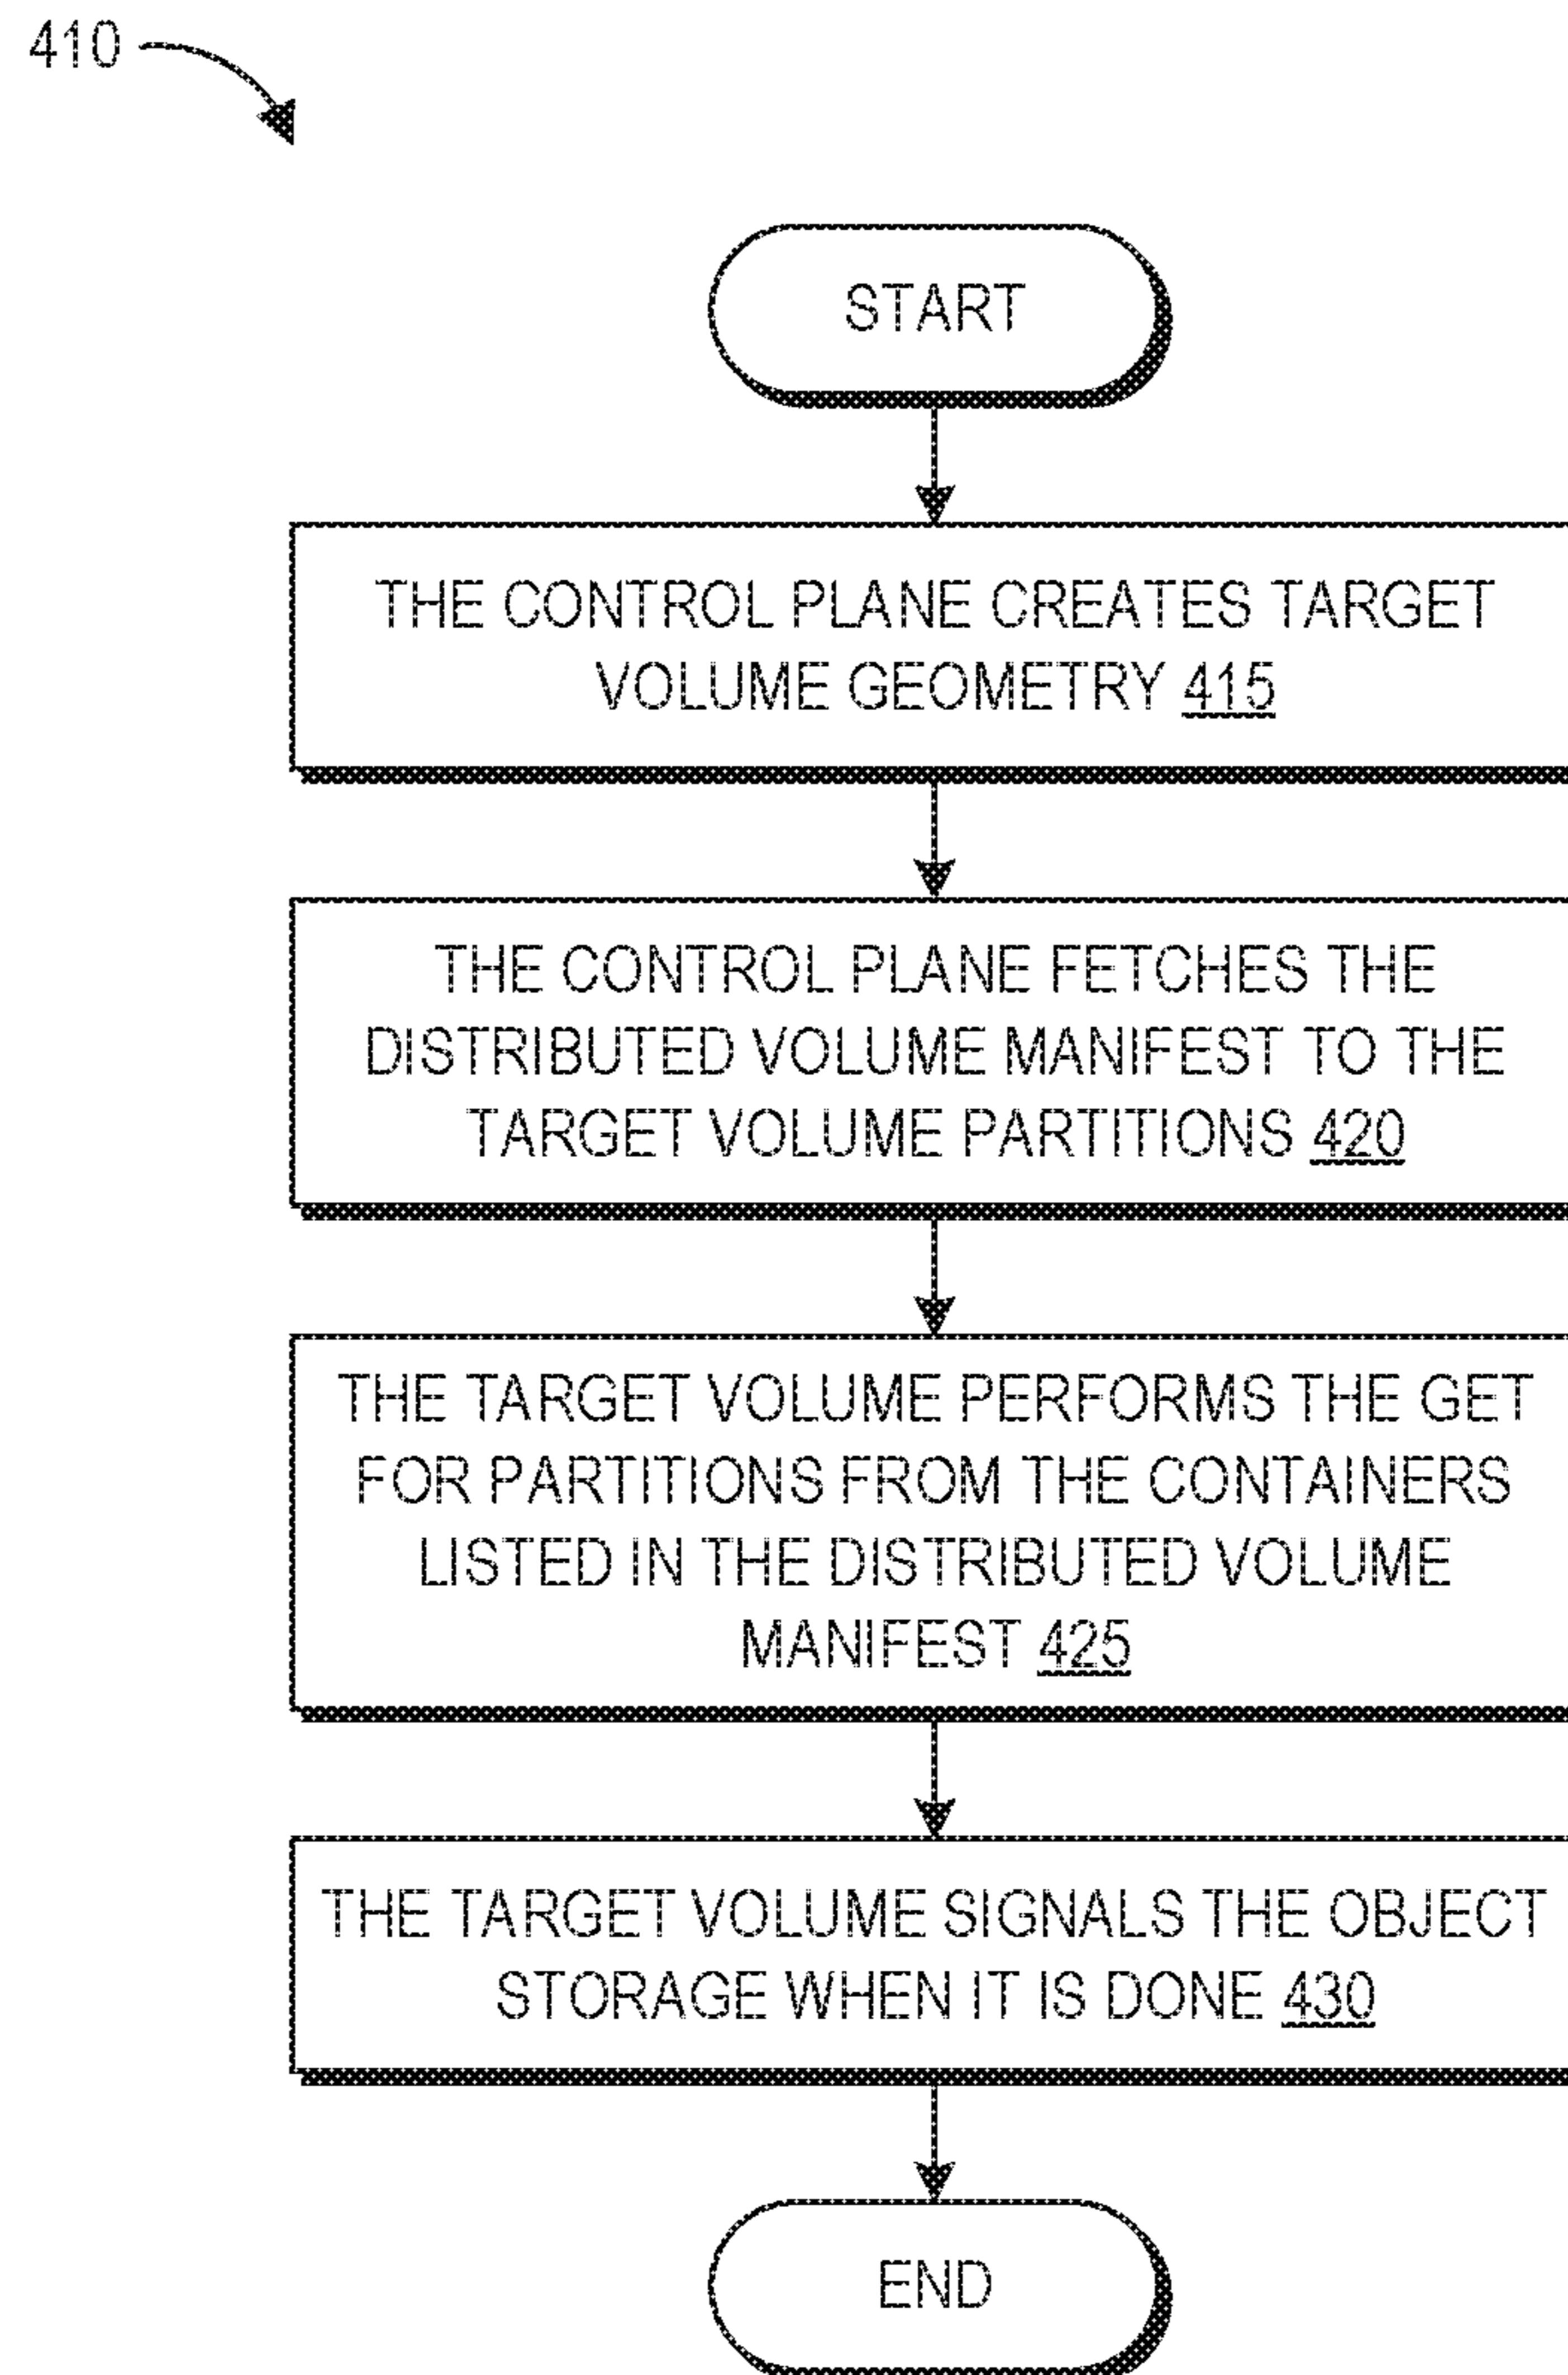 410
START
THE CONTROL PLANE CREATES TARGET
VOLUME GEOMETRY 415
THE CONTROL PLANE FETCHES THE
DISTRIBUTED VOLUME MANIFEST TO THE
TARGET VOLUME PARTITIONS 420
THE TARGET VOLUME PERFORMS THE GET
FOR PARTITIONS FROM THE CONTAINERS
LISTED IN THE DISTRIBUTED VOLUME
MANIFEST 425
THE TARGET VOLUME SIGNALS THE OBJECT
STORAGE WHEN IT IS DONE 430
END